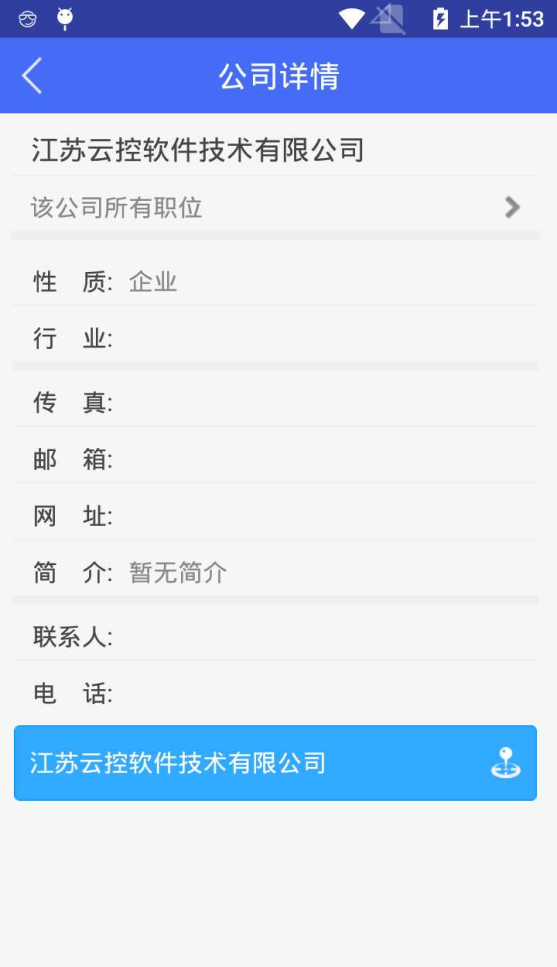 上午1:53
公司详情
江苏云控软件技术有限公司
该公司所有职位
性 质: 企业
行 业:
传 真:
邮 箱:
网 址:
简 介: 暂无简介
联系人:
电 话:
江苏云控软件技术有限公司